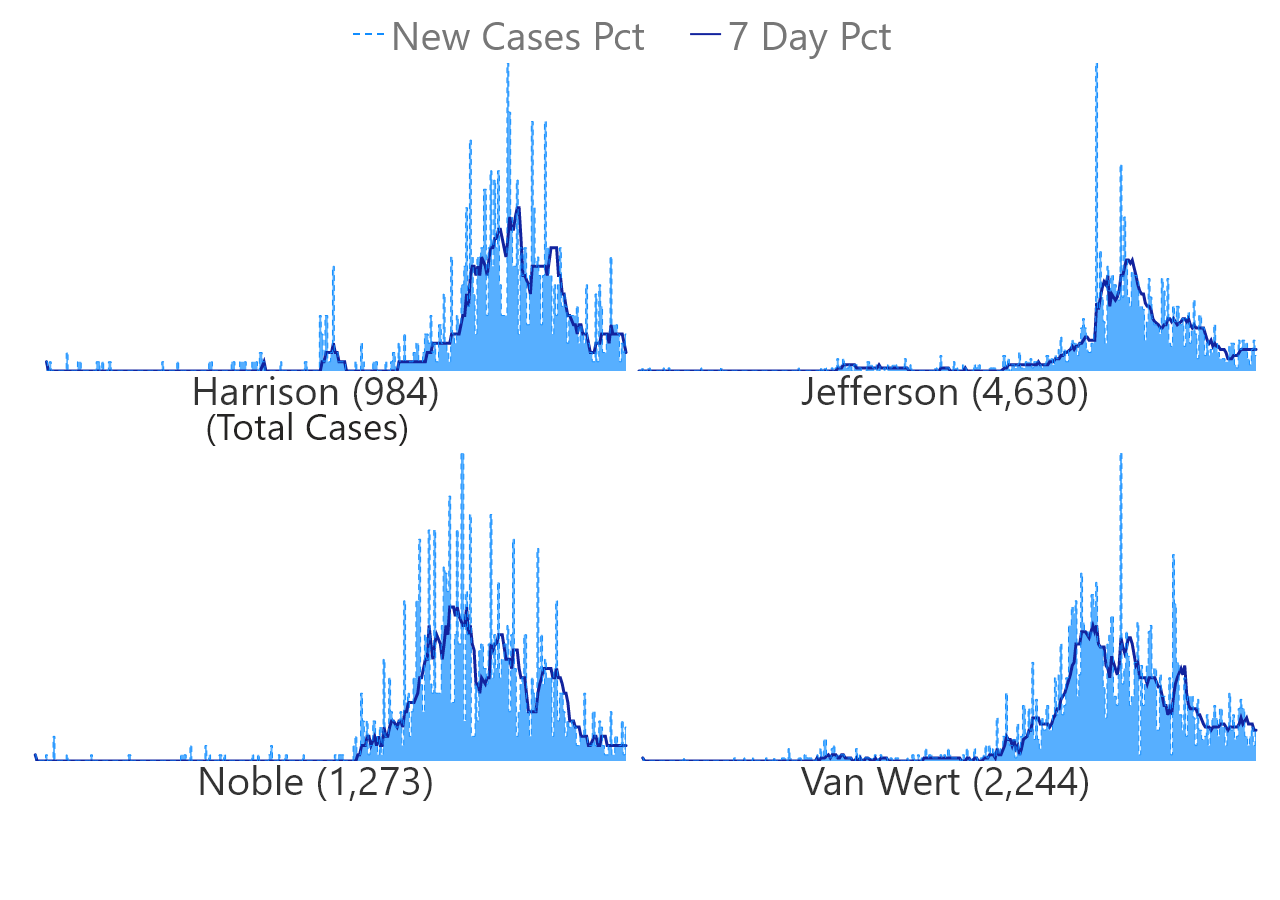 New Cases Pct 7 Day Pct
Harrison (984) Jefferson (4,630)
(Total Cases)
Noble (1,273) Van Wert (2,244)